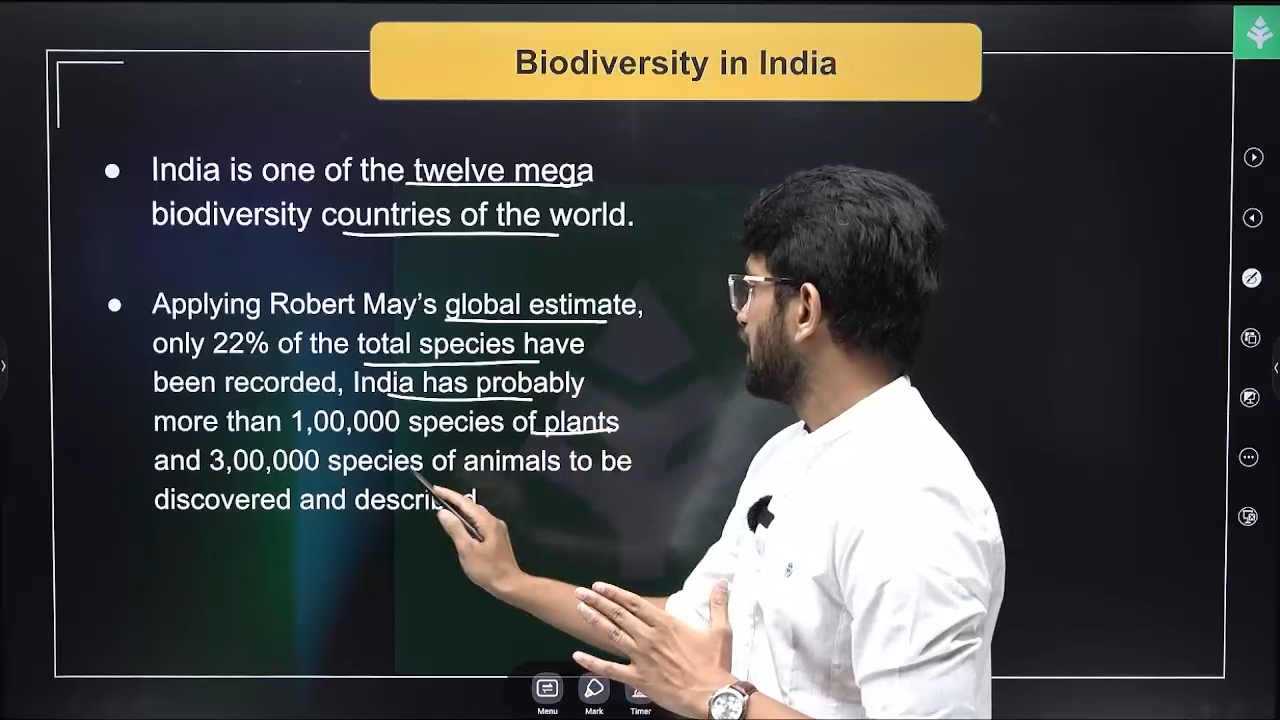 Biodiversity in India
● India is one of the twelve mega
biodiversity countries of the world.
● Applying Robert May’s global estimate,
only 22% of the total species have
been recorded, India has probably
more than 1,00,000 species of plants
and 3,00,000 species of animals to be
discovered and
Menu
Mark
Timer